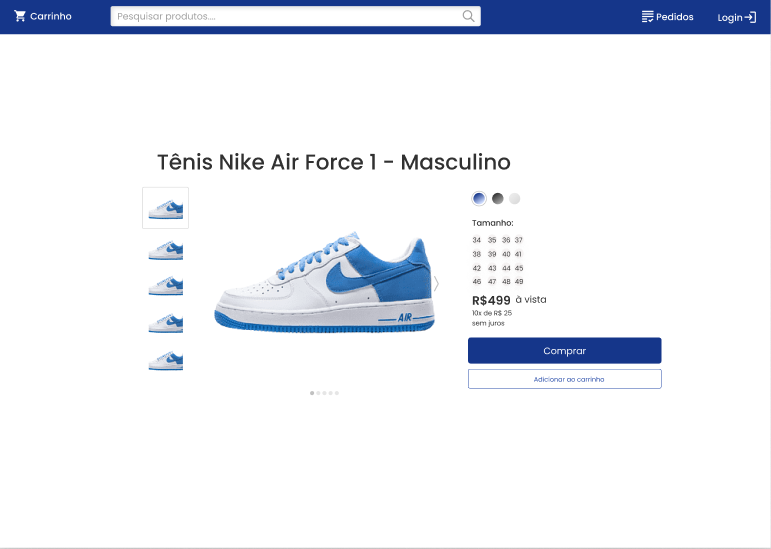 Carrinho
Pesquisar produtos....
Pedidos
Login
Tênis Nike Air Force 1 - Masculino
Tamanho:
34 35 36 37
38 39 40 41
42 43 44 45
46 47 48 49
R$499 à vista
10x de R$ 25
sem juros
Comprar
Adicionar ao carrinho
AIR